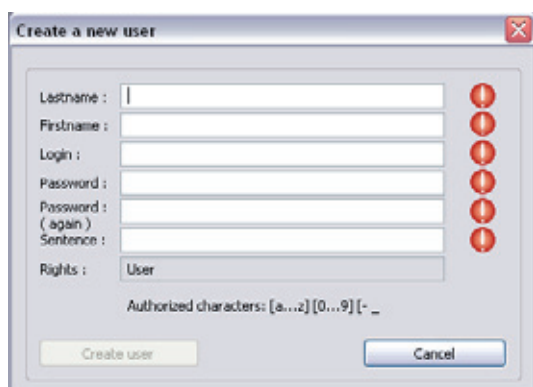 Create a new user
Lastname :
Firstname :
Login :
Password :
Password :
( again )
Sentence :
Rights :
User
Authorized characters: [a...z][0...9][- _
Create user
Cancel